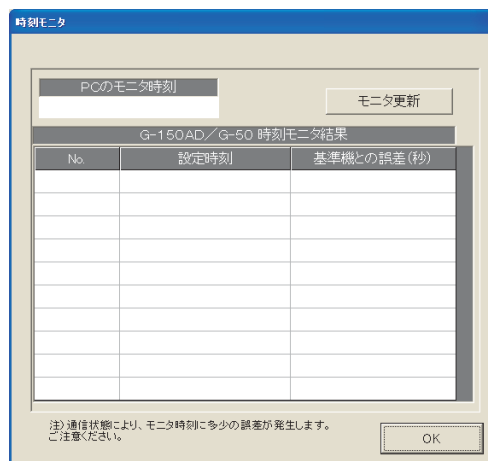 時刻モニタ
PCのモニタ時刻
モニタ更新
G-150AD／G-50 時刻モニタ結果
No. 設定時刻 基準機との誤差(秒)
注)通信状態により、モニタ時刻に多少の誤差が発生します。
ご注意ください。
OK